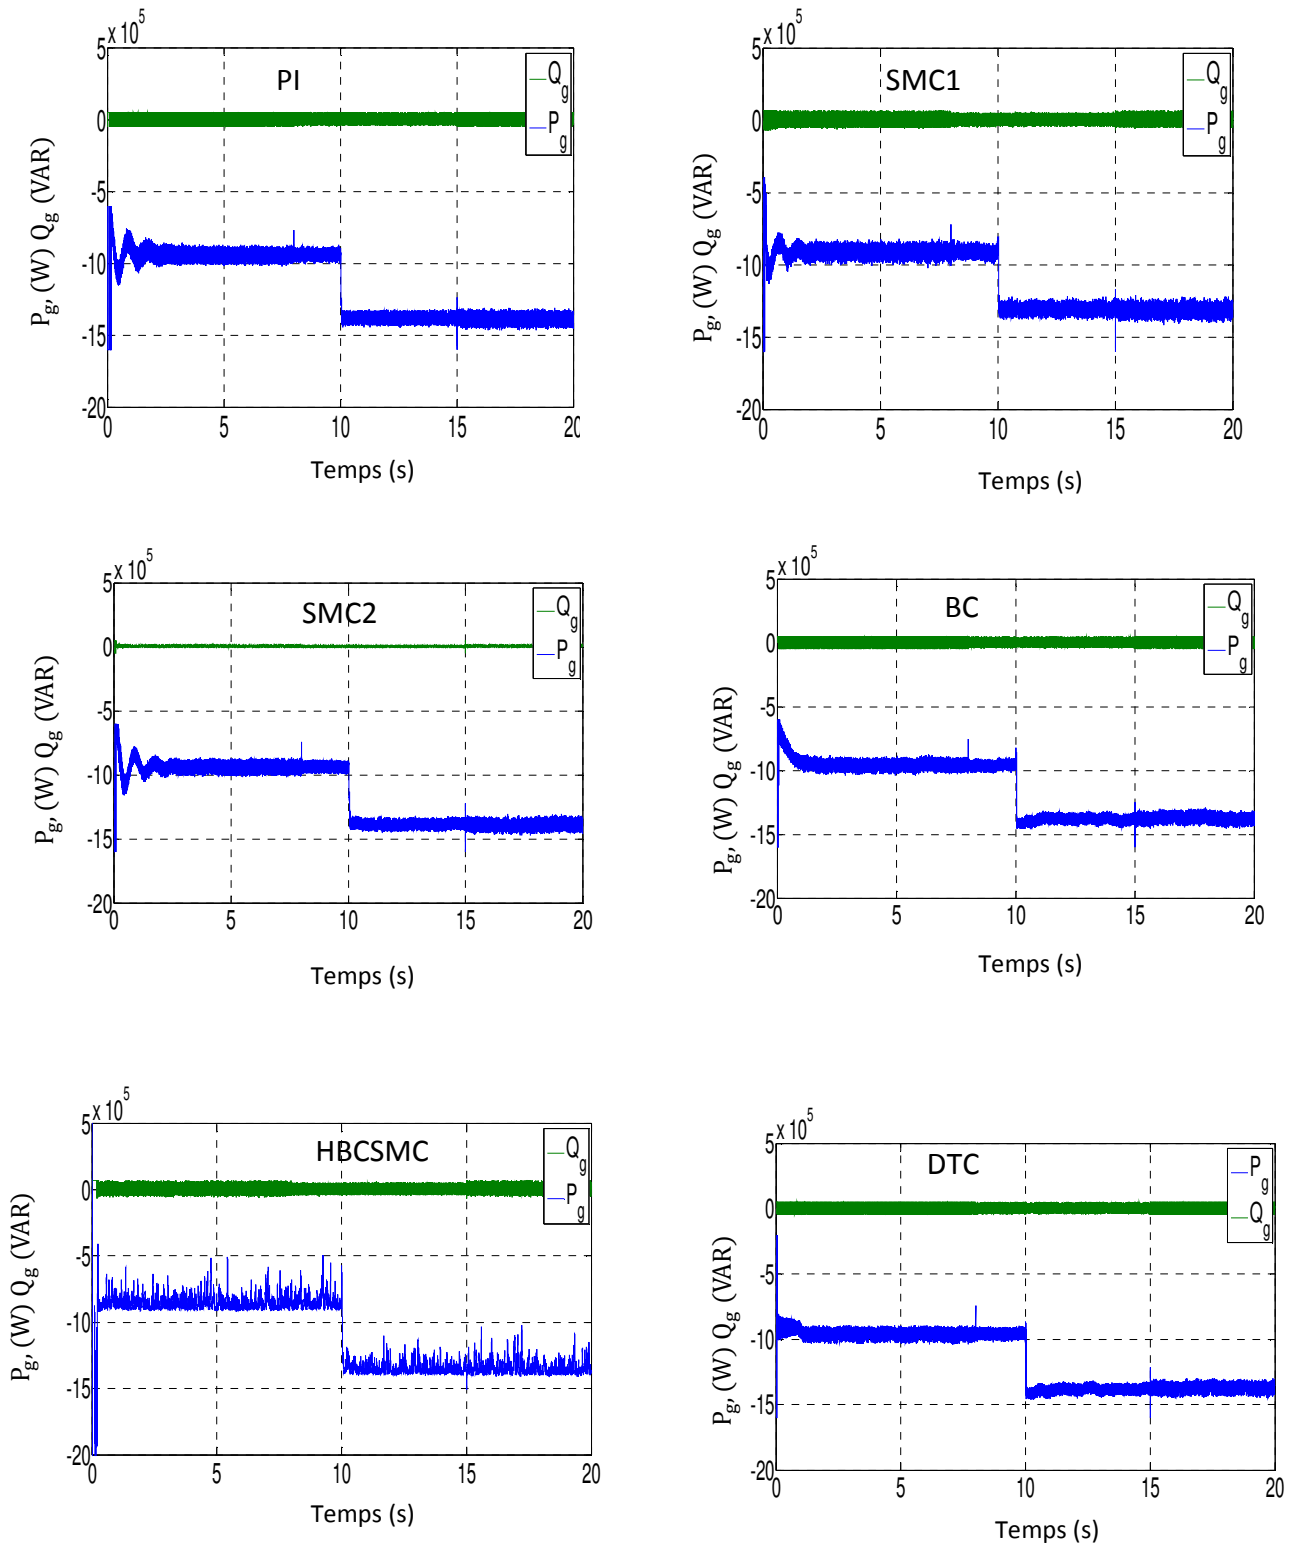 x 10^5
PI
Q_g
P_g
5
0
-5
-10
-15
-20
0 5 10 15 20
P_g, (W) Q_g (VAR)
Temps (s)
x 10^5
SMC1
Q_g
P_g
5
0
-5
-10
-15
-20
0 5 10 15 20
P_g, (W) Q_g (VAR)
Temps (s)
x 10^5
SMC2
Q_g
P_g
5
0
-5
-10
-15
-20
0 5 10 15 20
P_g, (W) Q_g (VAR)
Temps (s)
x 10^5
BC
Q_g
P_g
5
0
-5
-10
-15
-20
0 5 10 15 20
P_g, (W) Q_g (VAR)
Temps (s)
x 10^5
HBCSMC
Q_g
P_g
5
0
-5
-10
-15
-20
0 5 10 15 20
P_g, (W) Q_g (VAR)
Temps (s)
x 10^5
DTC
P_g
Q_g
5
0
-5
-10
-15
-20
0 5 10 15 20
P_g, (W) Q_g (VAR)
Temps (s)